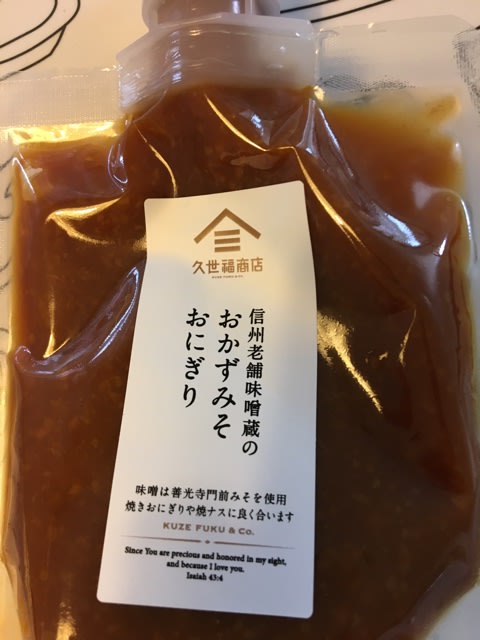 久世福商店
KUZE FUKU & CO.
信州老舗味噌蔵の
おかずみそ
おにぎり
味噌は善光寺門前みそを使用
焼きおにぎりや焼ナスに良く合います
KUZE FUKU & Co.
Since You are precious and honored in my sight,
and because I love you.
Isaiah 43:4